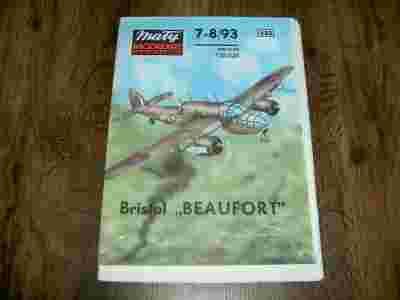 Mały
MODELARZ
7-8/93
Bristol „BEAUFORT"